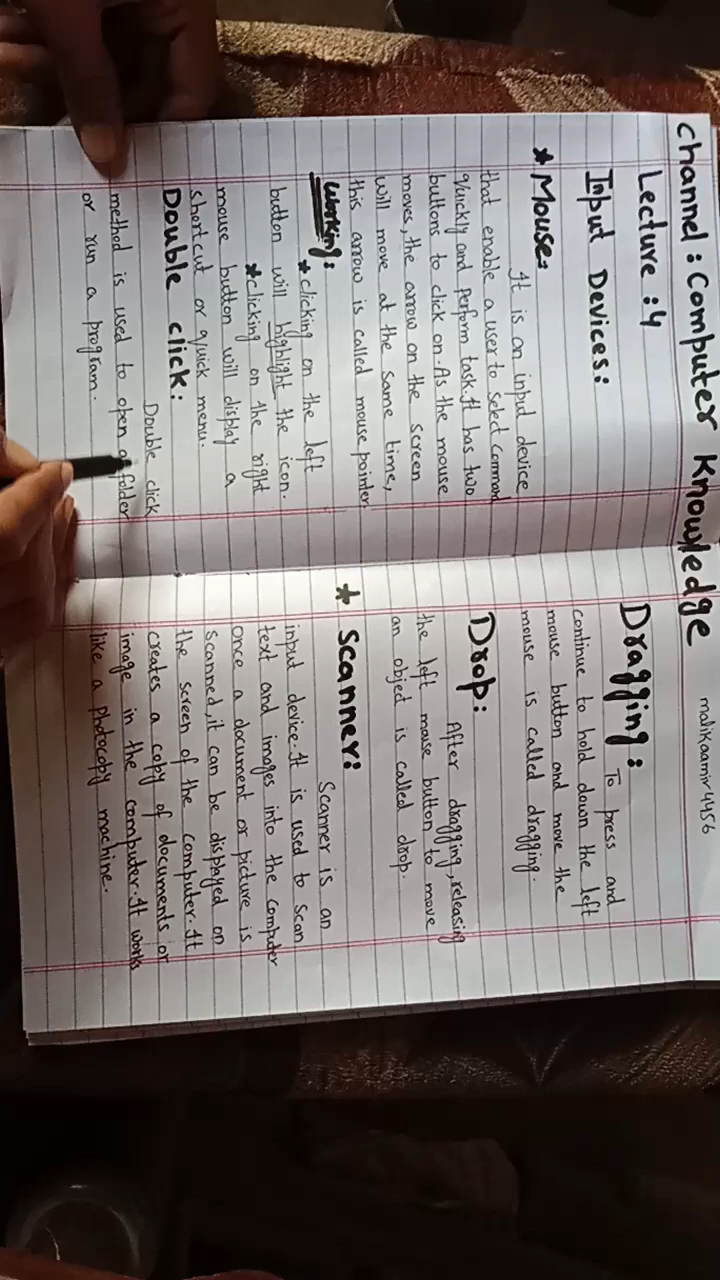 Channel: Computer Knowledge
malikaamir4456
Lecture: 4
Input Devices:
* Mouse:
It is an input device
that enable a user to select command
quickly and perform task. It has two
buttons to click on. As the mouse
moves, the arrow on the screen
will move at the same time,
this arrow is called mouse pointer.
Working:
* clicking on the left
button will highlight the icon.
* clicking on the right
mouse button will display a
shortcut or quick menu.
Double click:
Double click
method is used to open a folder
or run a program.
Dragging:
To press and
continue to hold down the left
mouse button and move the
mouse is called dragging.
Drop:
After dragging, releasing
the left mouse button to move
an object is called drop.
* Scanner:
Scanner is an
input device. It is used to scan
text and images into the computer
once a document or picture is
scanned, it can be displayed on
the screen of the computer. It
creates a copy of documents or
image in the computer. It works
like a photocopy machine.